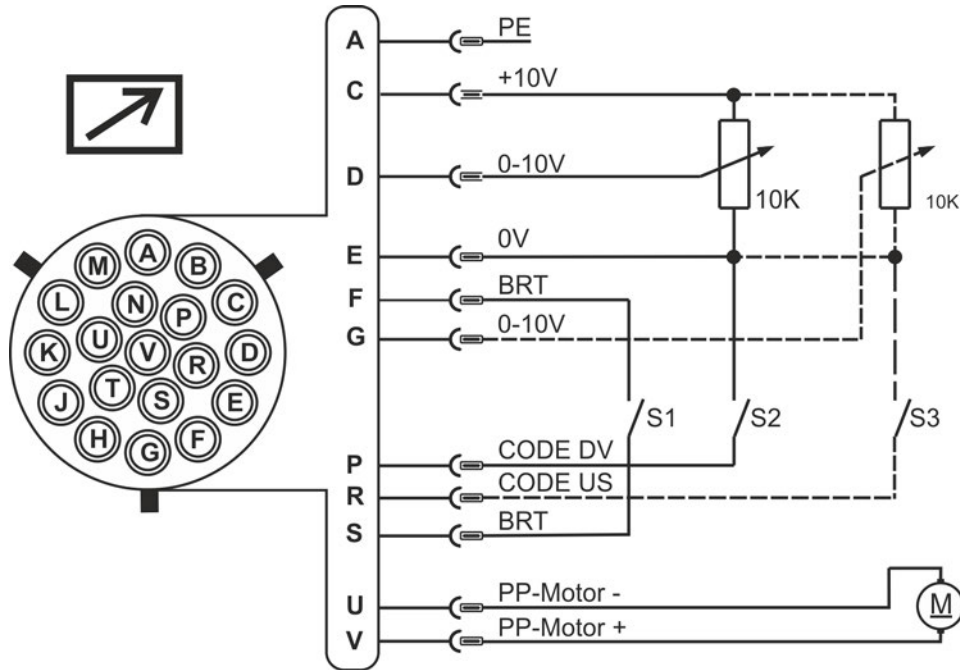 A PE
C +10V
D 0-10V
10K
10K
E 0V
F BRT
G 0-10V
S1
S2
S3
P CODE DV
R CODE US
S BRT
U PP-Motor -
V PP-Motor +
M
A
M
B
L
N
P
C
K
U
V
R
D
J
T
S
E
H
G
F